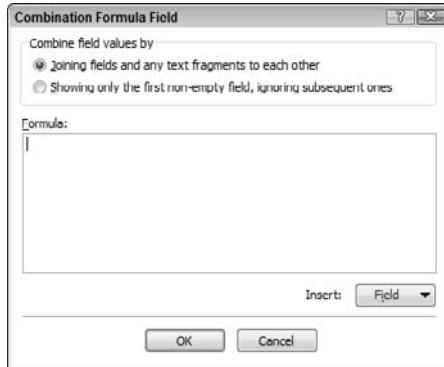 Combination Formula Field
Combine field values by
Joining fields and any text fragments to each other
Showing only the first non-empty field, ignoring subsequent ones
Formula:
Insert: Field
OK Cancel